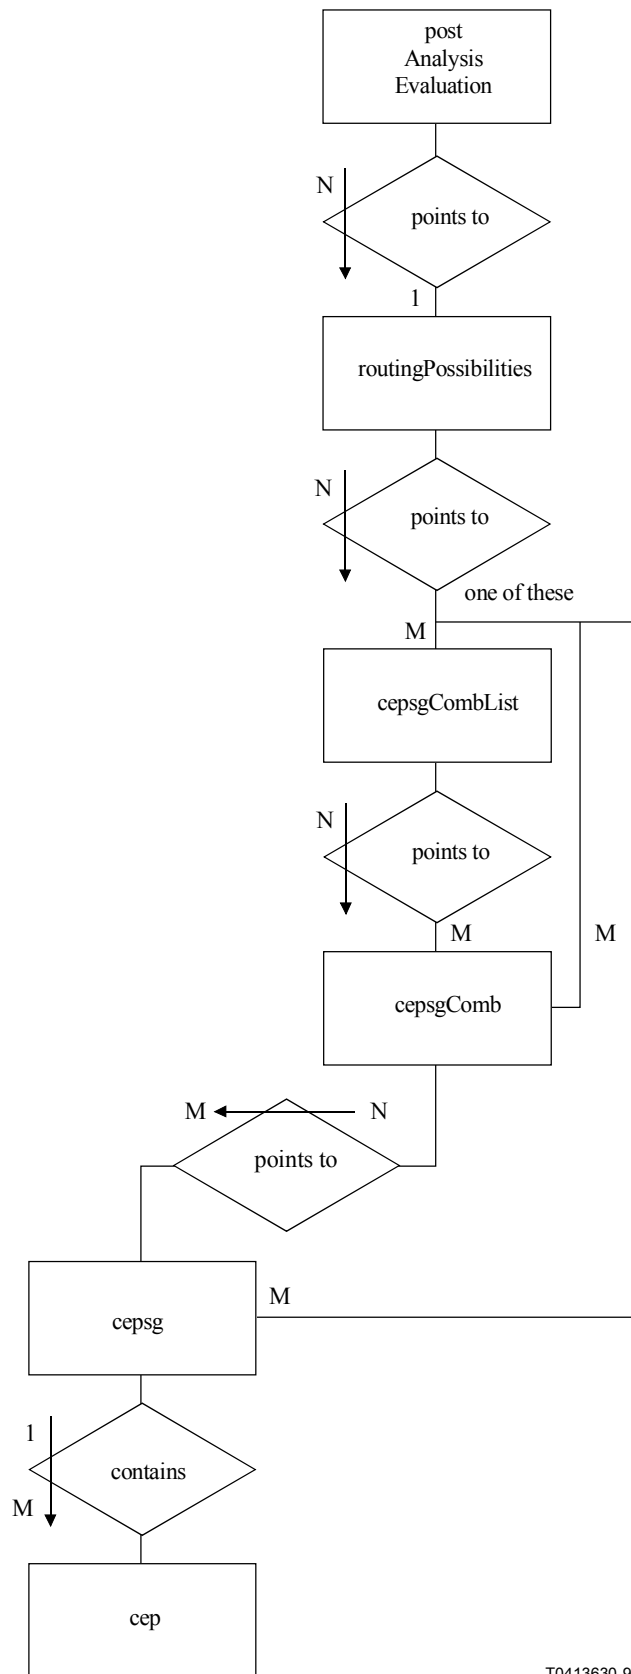 post
Analysis
Evaluation
N
points to
1
routingPossibilities
N
points to
one of these
M
cepsgCombList
N
points to
M
M
cepsgComb
M
N
points to
M
cepsg
1
contains
M
cep
T0413630-9